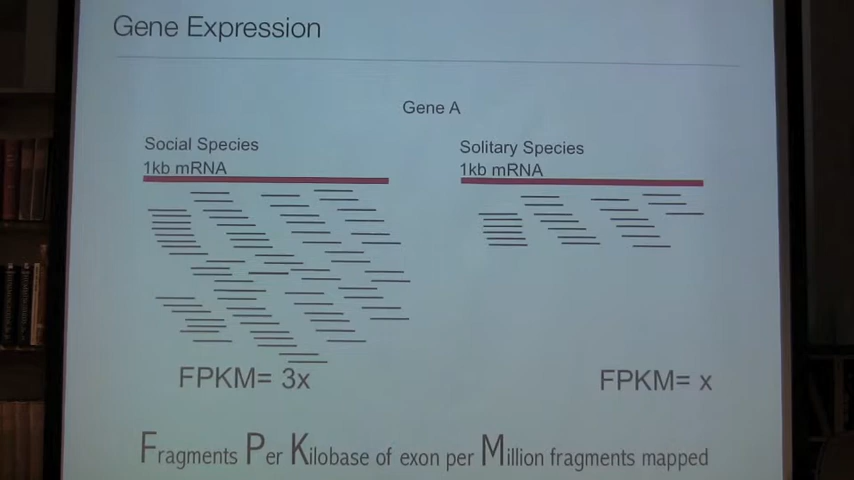 Gene Expression
Gene A
Social Species
1kb mRNA
Solitary Species
1kb mRNA
FPKM= 3x
FPKM= x
Fragments Per Kilobase of exon per Million fragments mapped